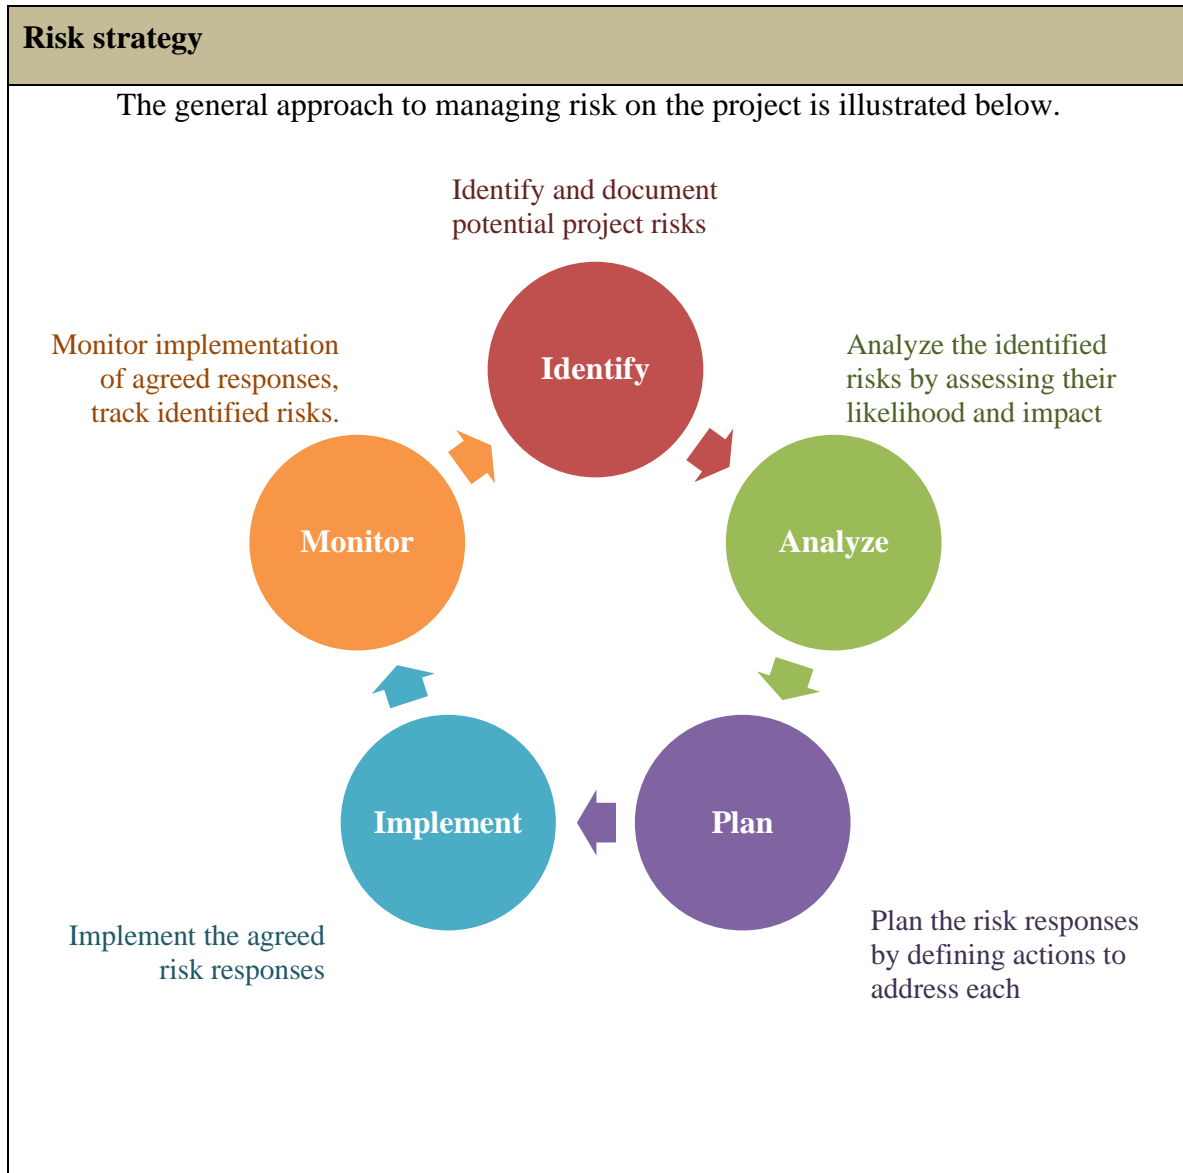 Risk strategy
The general approach to managing risk on the project is illustrated below.
Identify and document
potential project risks
Identify
Analyze the identified
risks by assessing their
likelihood and impact
Analyze
Plan
Plan the risk responses
by defining actions to
address each
Implement
Implement the agreed
risk responses
Monitor implementation
of agreed responses,
track identified risks.
Monitor